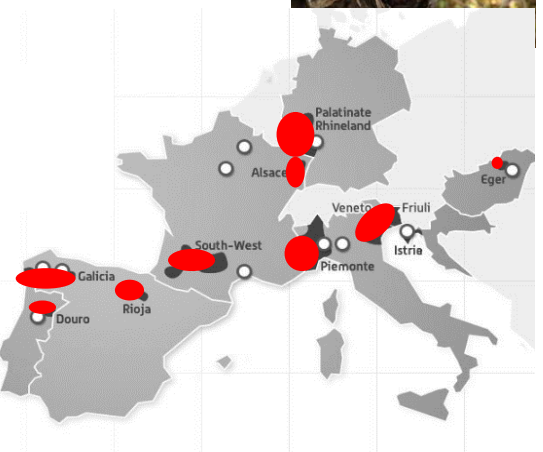 Palatinate
Rhineland
Alsace
Eger
Veneto Friuli
Istria
South-West
Piemonte
Galicia
Rioja
Douro